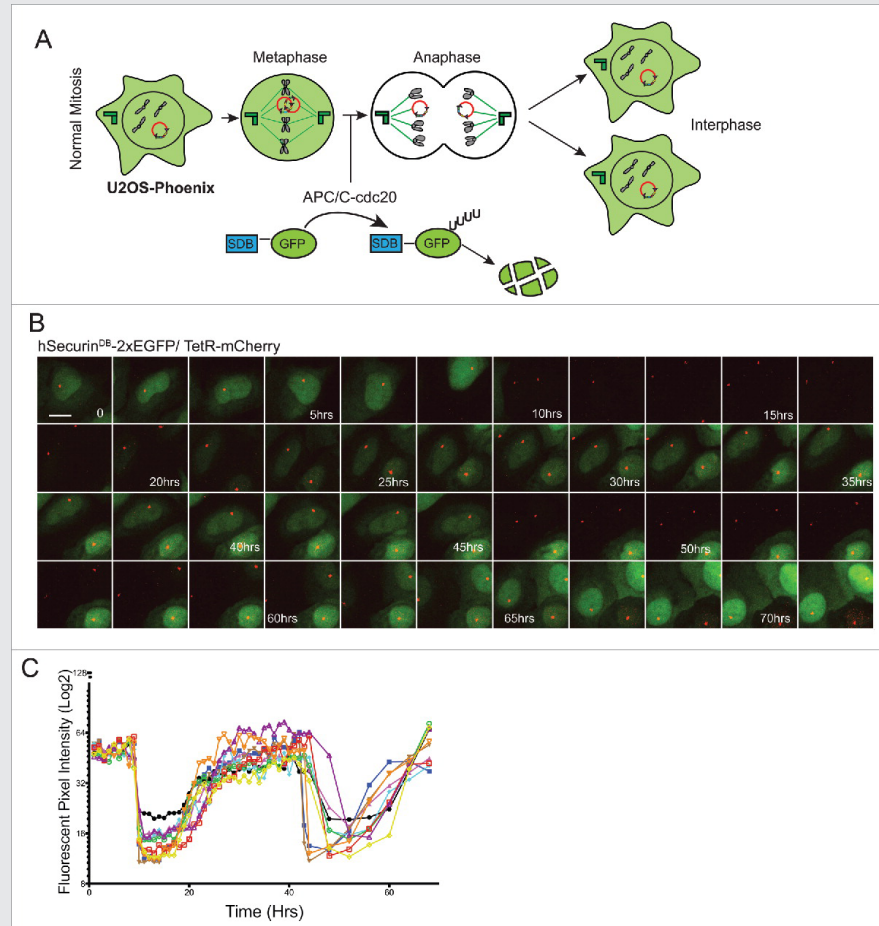 A
Normal Mitosis
Metaphase
Anaphase
Interphase
U2OS-Phoenix
APC/C-cdc20
SDB
GFP
SDB
GFP
UUUU
B
hSecurinDB-2xEGFP/ TetR-mCherry
0
5hrs
10hrs
15hrs
20hrs
25hrs
30hrs
35hrs
40hrs
45hrs
50hrs
60hrs
65hrs
70hrs
C
Fluorescent Pixel Intensity (Log2)
128
64
32
18
8
0
20
40
60
Time (Hrs)